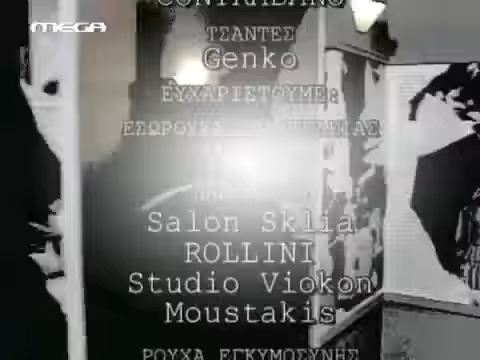 MEGA
ΤΣΑΝΤΕΣ
Genko
ΕΥΧΑΡΙΣΤΟΥΜΕ:
Salon Sklia
ROLLINI
Studio Viokon
Moustakis
ΡΟΥΧΑ ΕΓΚΥΜΟΣΥΝΗΣ